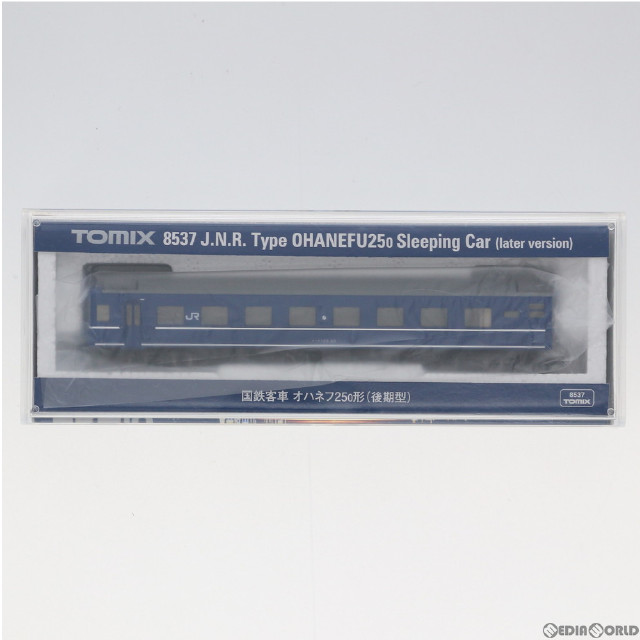 TOMIX 8537 J.N.R. Type OHANEFU25₀ Sleeping Car (later version)
JR
国鉄客車 オハネフ25₀形(後期型)
8537
TOMIX
MEDIAWORLD